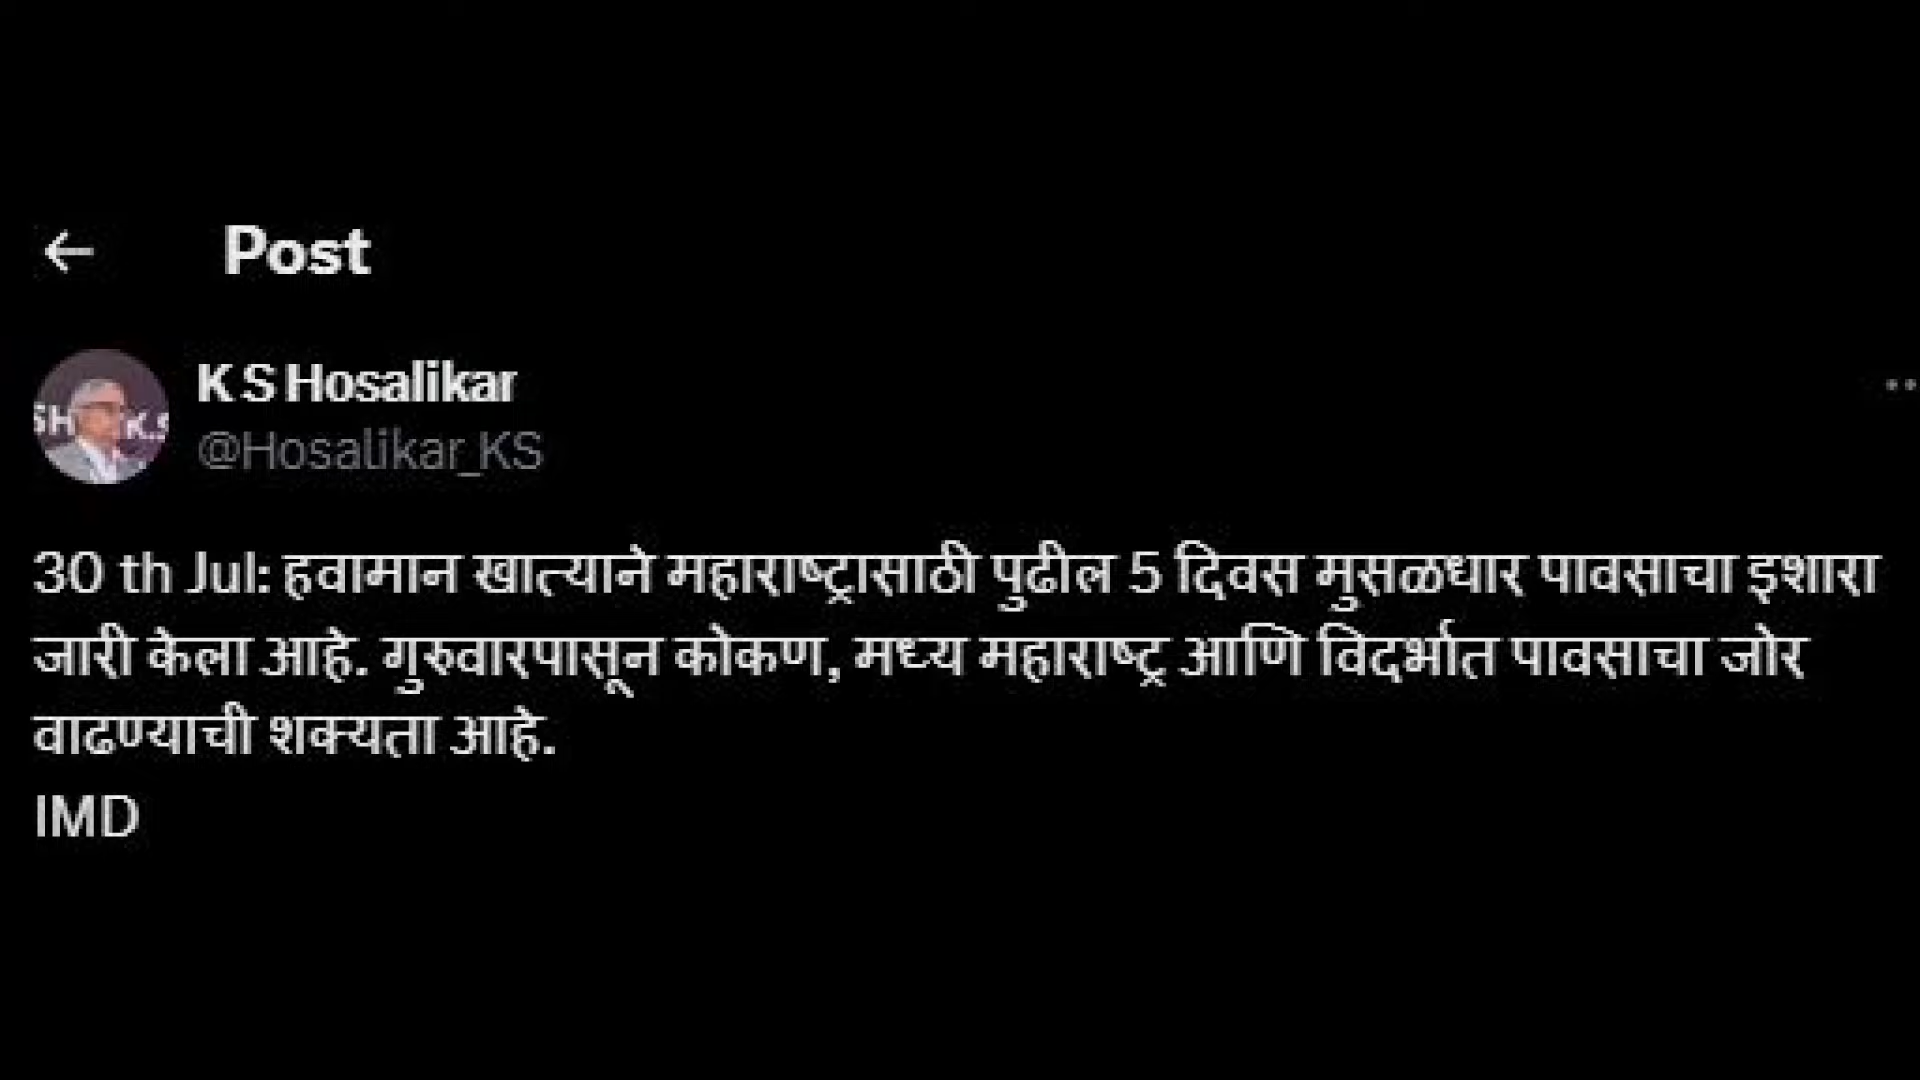 Post
K S Hosalikar
@Hosalikar_KS
30 th Jul: हवामान खात्याने महाराष्ट्रासाठी पुढील 5 दिवस मुसळधार पावसाचा इशारा
जारी केला आहे. गुरुवारपासून कोकण, मध्य महाराष्ट्र आणि विदर्भात पावसाचा जोर
वाढण्याची शक्यता आहे.
IMD